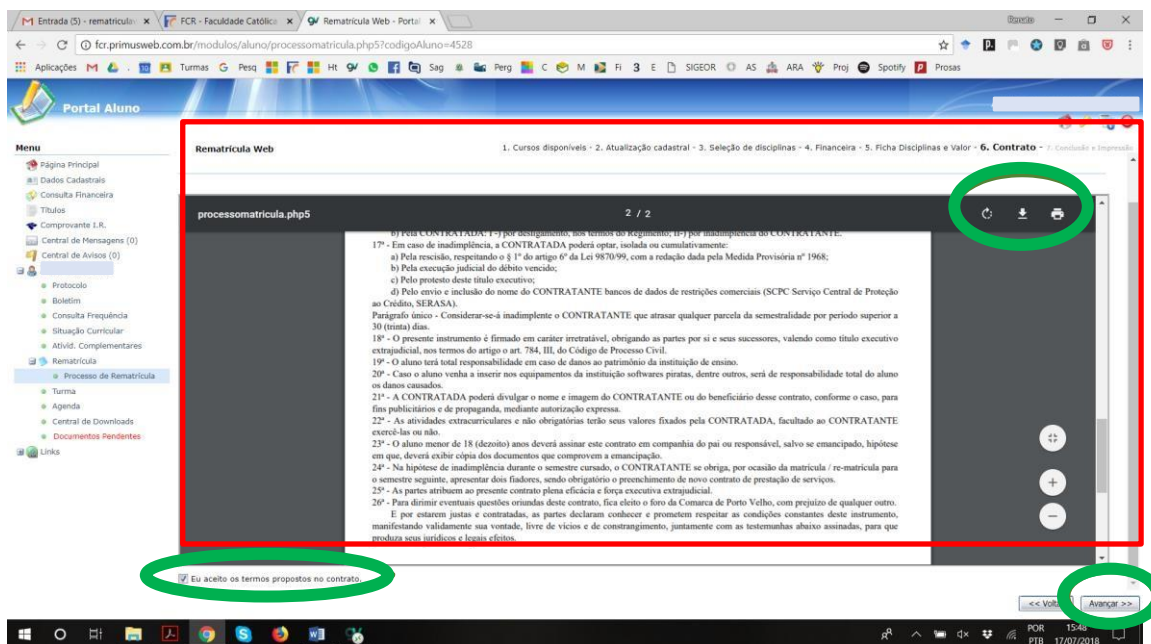 Entrada (5) - rematriculav
FCR - Faculdade Católica
Rematrícula Web - Portal
fcr.primusweb.com.br/modulos/aluno/processomatricula.php5?codigoAluno=4528
Aplicações
Turmas
Pesq
Ht
Sag
Perg
C
M
Fi
3
E
SIGEOR
AS
ARA
Proj
Spotify
Prosas
Portal Aluno
Menu
Página Principal
Dados Cadastrais
Consulta Financeira
Títulos
Comprovante I.R.
Central de Mensagens (0)
Central de Avisos (0)
Protocolo
Boletim
Consulta Frequência
Situação Curricular
Ativid. Complementares
Rematrícula
Processo de Rematrícula
Turma
Agenda
Central de Downloads
Documentos Pendentes
Links
Rematrícula Web
1. Cursos disponíveis - 2. Atualização cadastral - 3. Seleção de disciplinas - 4. Financeira - 5. Ficha Disciplinas e Valor - 6. Contrato - 7. Conclusão e Impressão
processomatricula.php5
2 / 2
b) Pela CONTRATADA: I-) por desligamento, nos termos do Regimento; II-) por inadimplência do CONTRATANTE.
17ª - Em caso de inadimplência, a CONTRATADA poderá optar, isolada ou cumulativamente:
a) Pela rescisão, respeitando o § 1º do artigo 6º da Lei 9870/99, com a redação dada pela Medida Provisória nº 1968;
b) Pela execução judicial do débito vencido;
c) Pelo protesto deste título executivo;
d) Pelo envio e inclusão do nome do CONTRATANTE bancos de dados de restrições comerciais (SCPC Serviço Central de Proteção
ao Crédito, SERASA).
Parágrafo único - Considerar-se-á inadimplente o CONTRATANTE que atrasar qualquer parcela da semestralidade por período superior a
30 (trinta) dias.
18ª - O presente instrumento é firmado em caráter irretratável, obrigando as partes por si e seus sucessores, valendo como título executivo
extrajudicial, nos termos do artigo o art. 784, III, do Código de Processo Civil.
19ª - O aluno terá total responsabilidade em caso de danos ao patrimônio da instituição de ensino.
20ª - Caso o aluno venha a inserir nos equipamentos da instituição softwares piratas, dentre outros, será de responsabilidade total do aluno
os danos causados.
21ª - A CONTRATADA poderá divulgar o nome e imagem do CONTRATANTE ou do beneficiário desse contrato, conforme o caso, para
fins publicitários e de propaganda, mediante autorização expressa.
22ª - As atividades extracurriculares e não obrigatórias terão seus valores fixados pela CONTRATADA, facultado ao CONTRATANTE
exercê-las ou não.
23ª - O aluno menor de 18 (dezoito) anos deverá assinar este contrato em companhia do pai ou responsável, salvo se emancipado, hipótese
em que, deverá exibir cópia dos documentos que comprovem a emancipação.
24ª - Na hipótese de inadimplência durante o semestre cursado, o CONTRATANTE se obriga, por ocasião da matrícula / re-matrícula para
o semestre seguinte, apresentar dois fiadores, sendo obrigatório o preenchimento de novo contrato de prestação de serviços.
25ª - As partes atribuem ao presente contrato plena eficácia e força executiva extrajudicial.
26ª - Para dirimir eventuais questões oriundas deste contrato, fica eleito o foro da Comarca de Porto Velho, com prejuízo de qualquer outro.
E por estarem justas e contratadas, as partes declaram conhecer e prometem respeitar as condições constantes deste instrumento,
manifestando validamente sua vontade, livre de vícios e de constrangimento, juntamente com as testemunhas abaixo assinadas, para que
produza seus jurídicos e legais efeitos.
Eu aceito os termos propostos no contrato.
<< Volta
Avançar >>
POR
PTB
15:48
17/07/2018